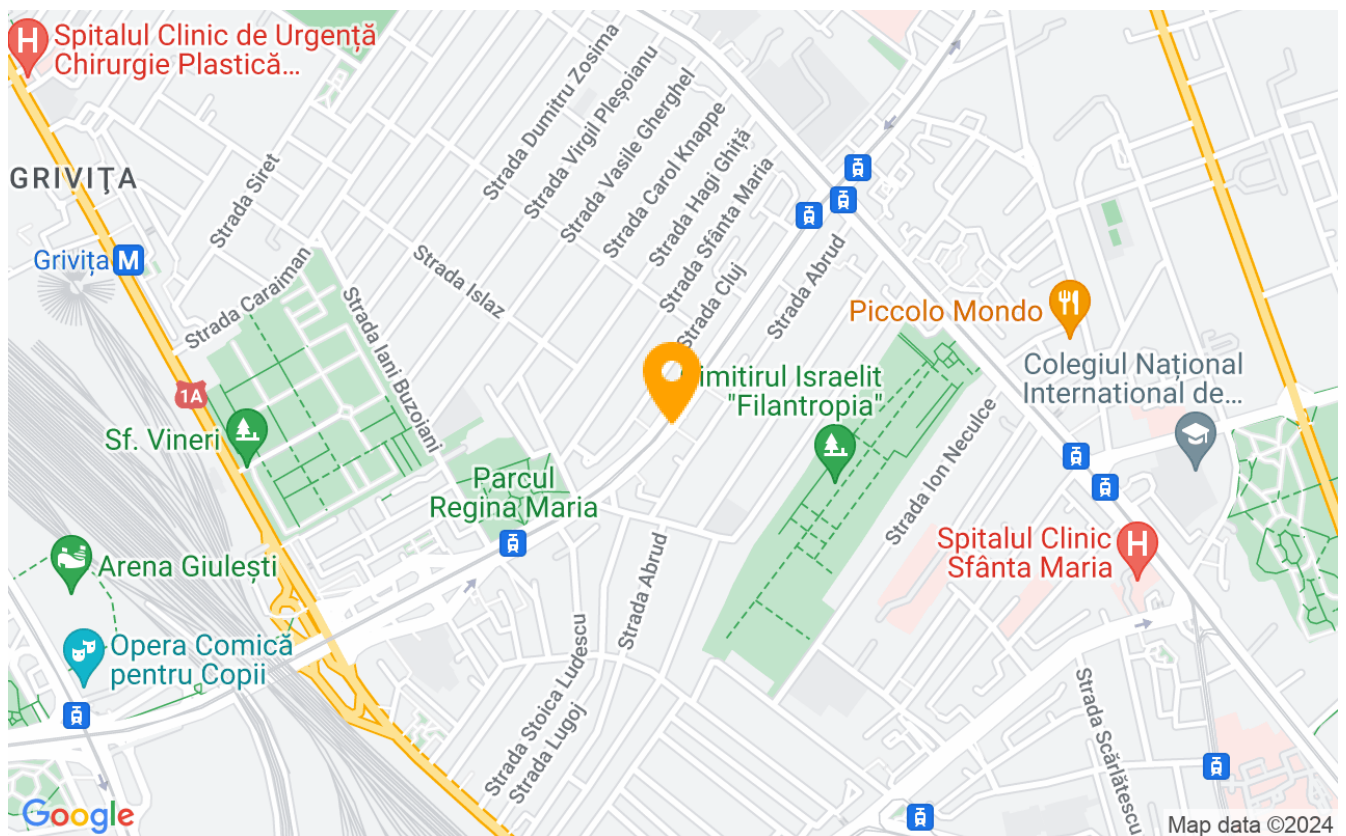 Spitalul Clinic de Urgență
Chirurgie Plastică...
GRIVIŢA
Grivița
M
Strada Siret
Strada Caraiman
Strada Dumitru Zosima
Strada Virgil Pleșoianu
Strada Vasile Gherghel
Strada Carol Knappe
Strada Hagi Ghiță
Strada Sfânta Maria
Strada Cluj
Strada Abrud
Strada Islaz
Strada Iani Buzoiani
Piccolo Mondo
Colegiul Național
International de...
1A
Sf. Vineri
imitirul Israelit
"Filantropia"
Parcul
Regina Maria
Strada Ion Neculce
Spitalul Clinic
Sfânta Maria
H
H
Arena Giulești
Opera Comică
pentru Copii
Strada Abrud
Strada Stoica Ludescu
Strada Lugoj
Strada Scărlătescu
Google
Map data ©2024